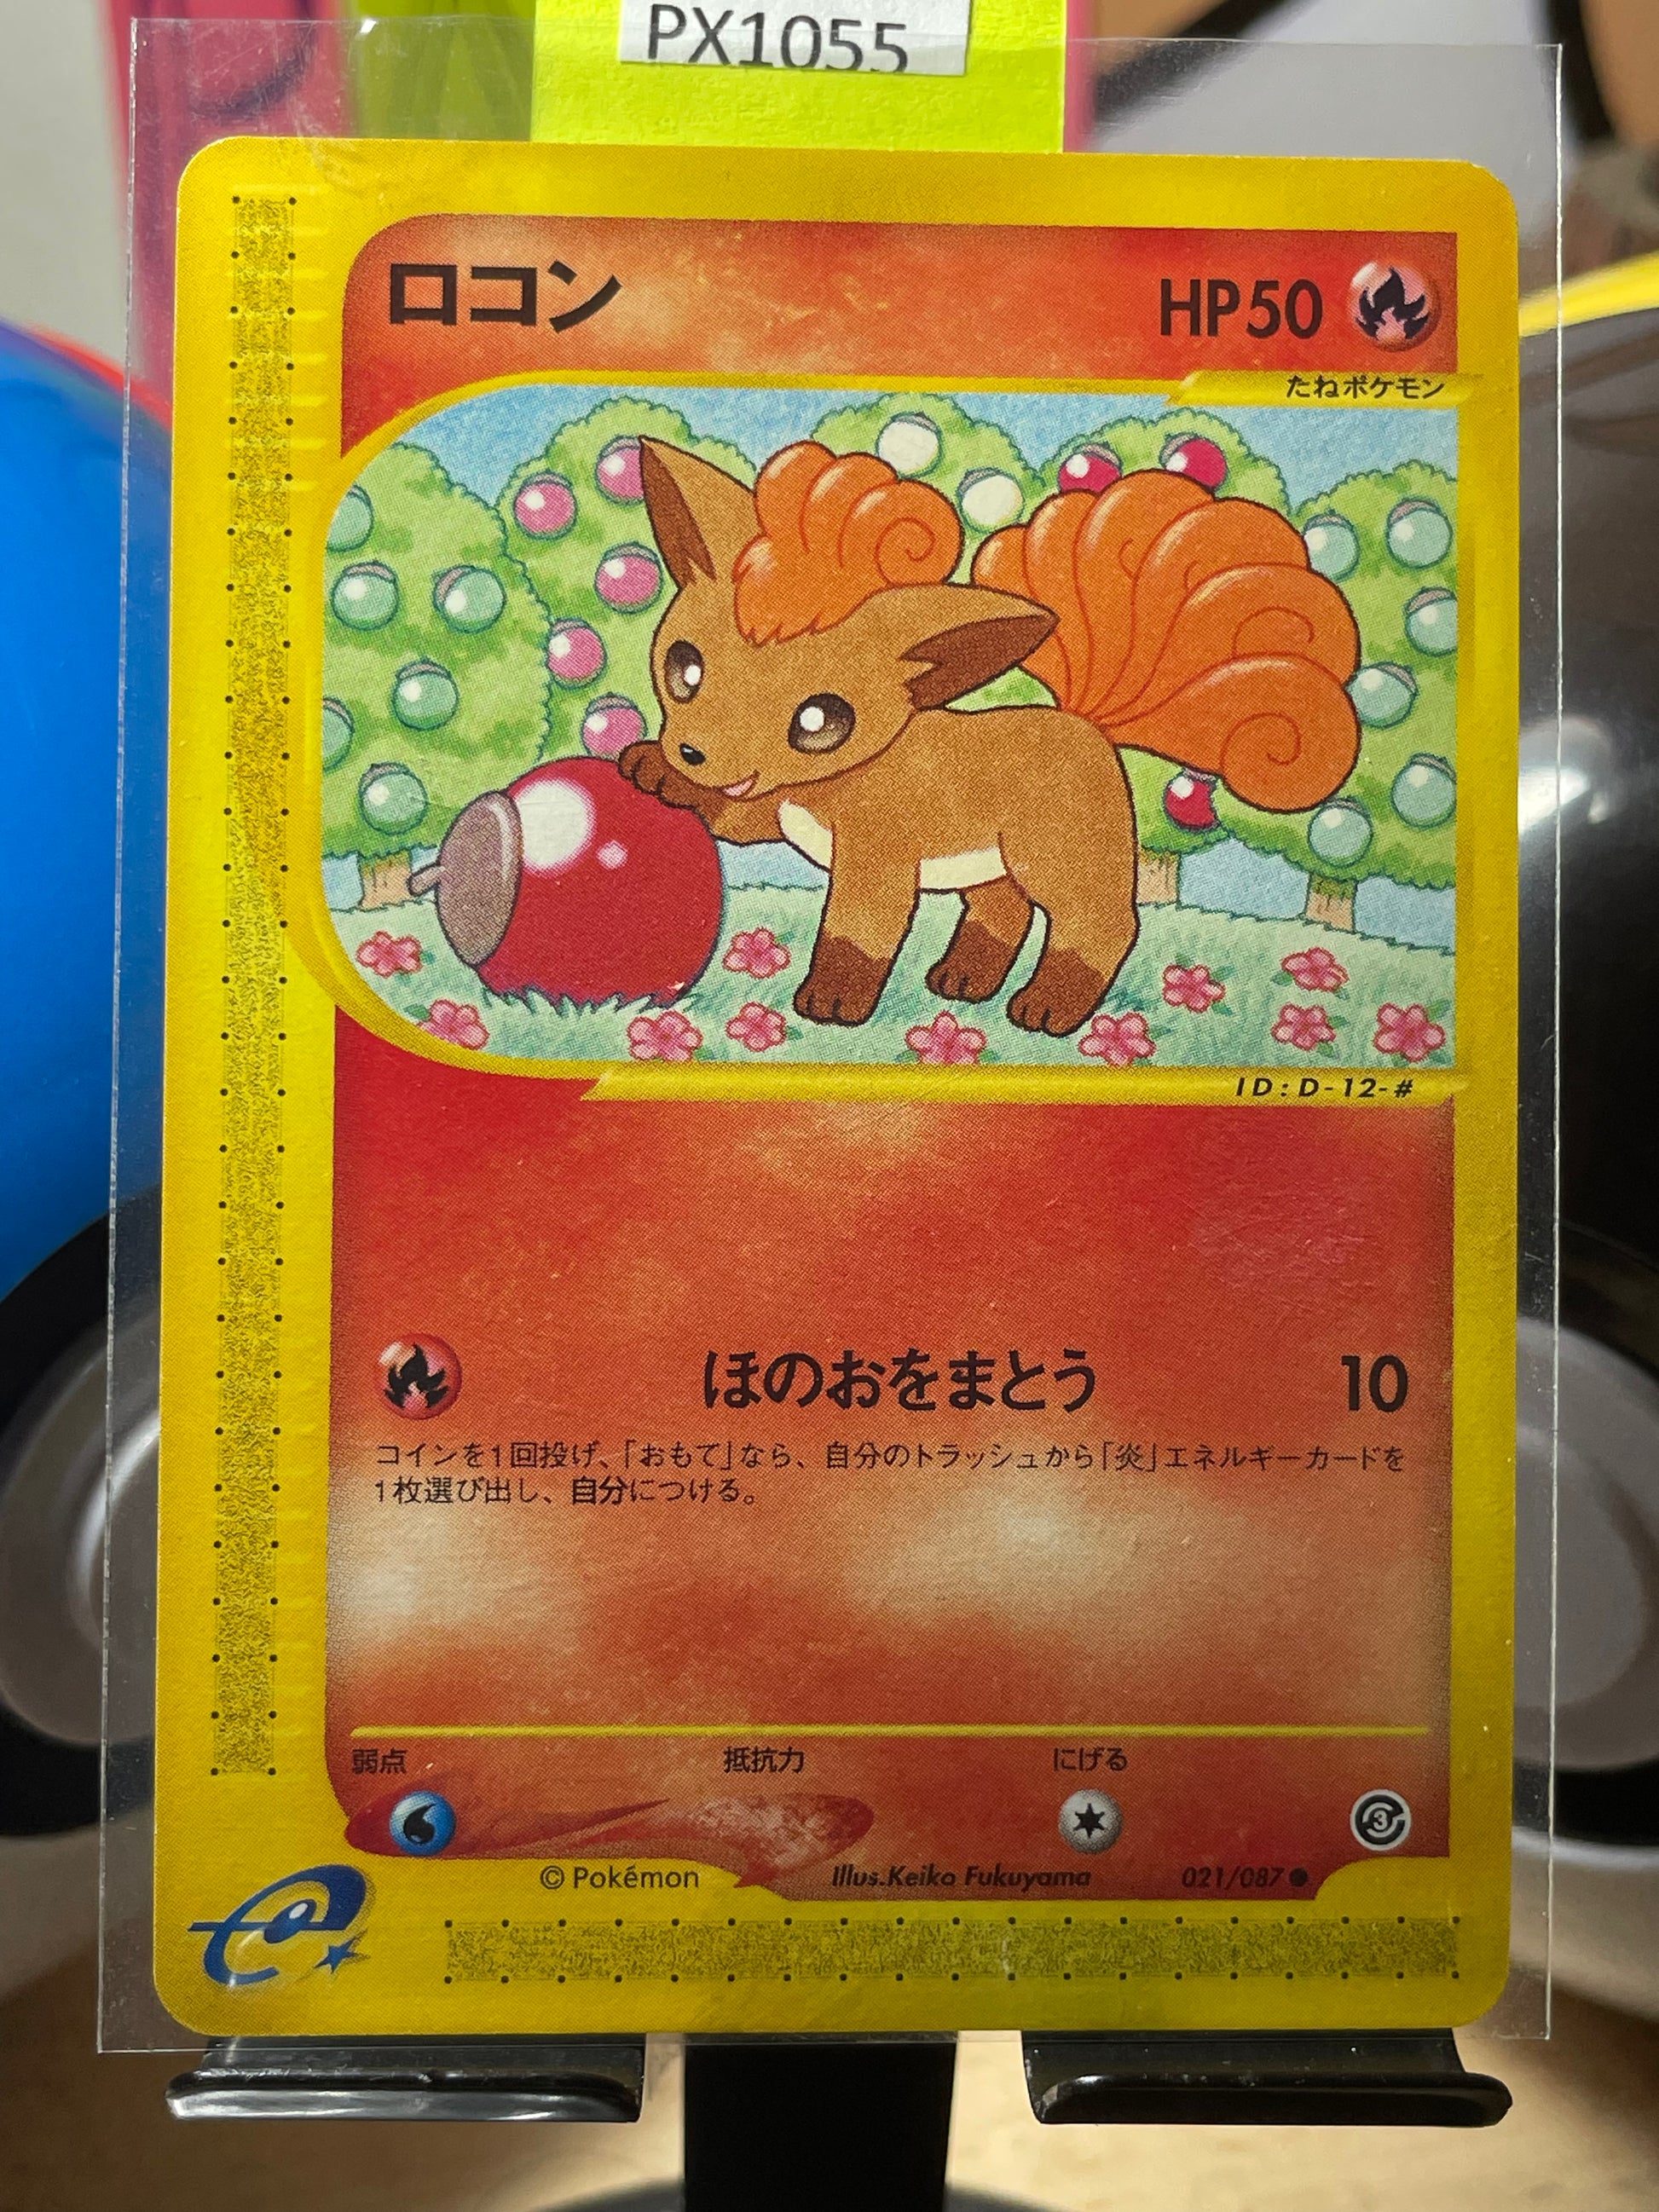 PX1055
ロコン
HP50
たねポケモン
ID:D-12-#
ほのおをまとう 10
コインを1回投げ、「おもて」なら、自分のトラッシュから「炎」エネルギーカードを
1枚選び出し、自分につける。
弱点 抵抗力 にげる
3
© Pokémon Illus.Keiko Fukuyama 021/087 ●
e